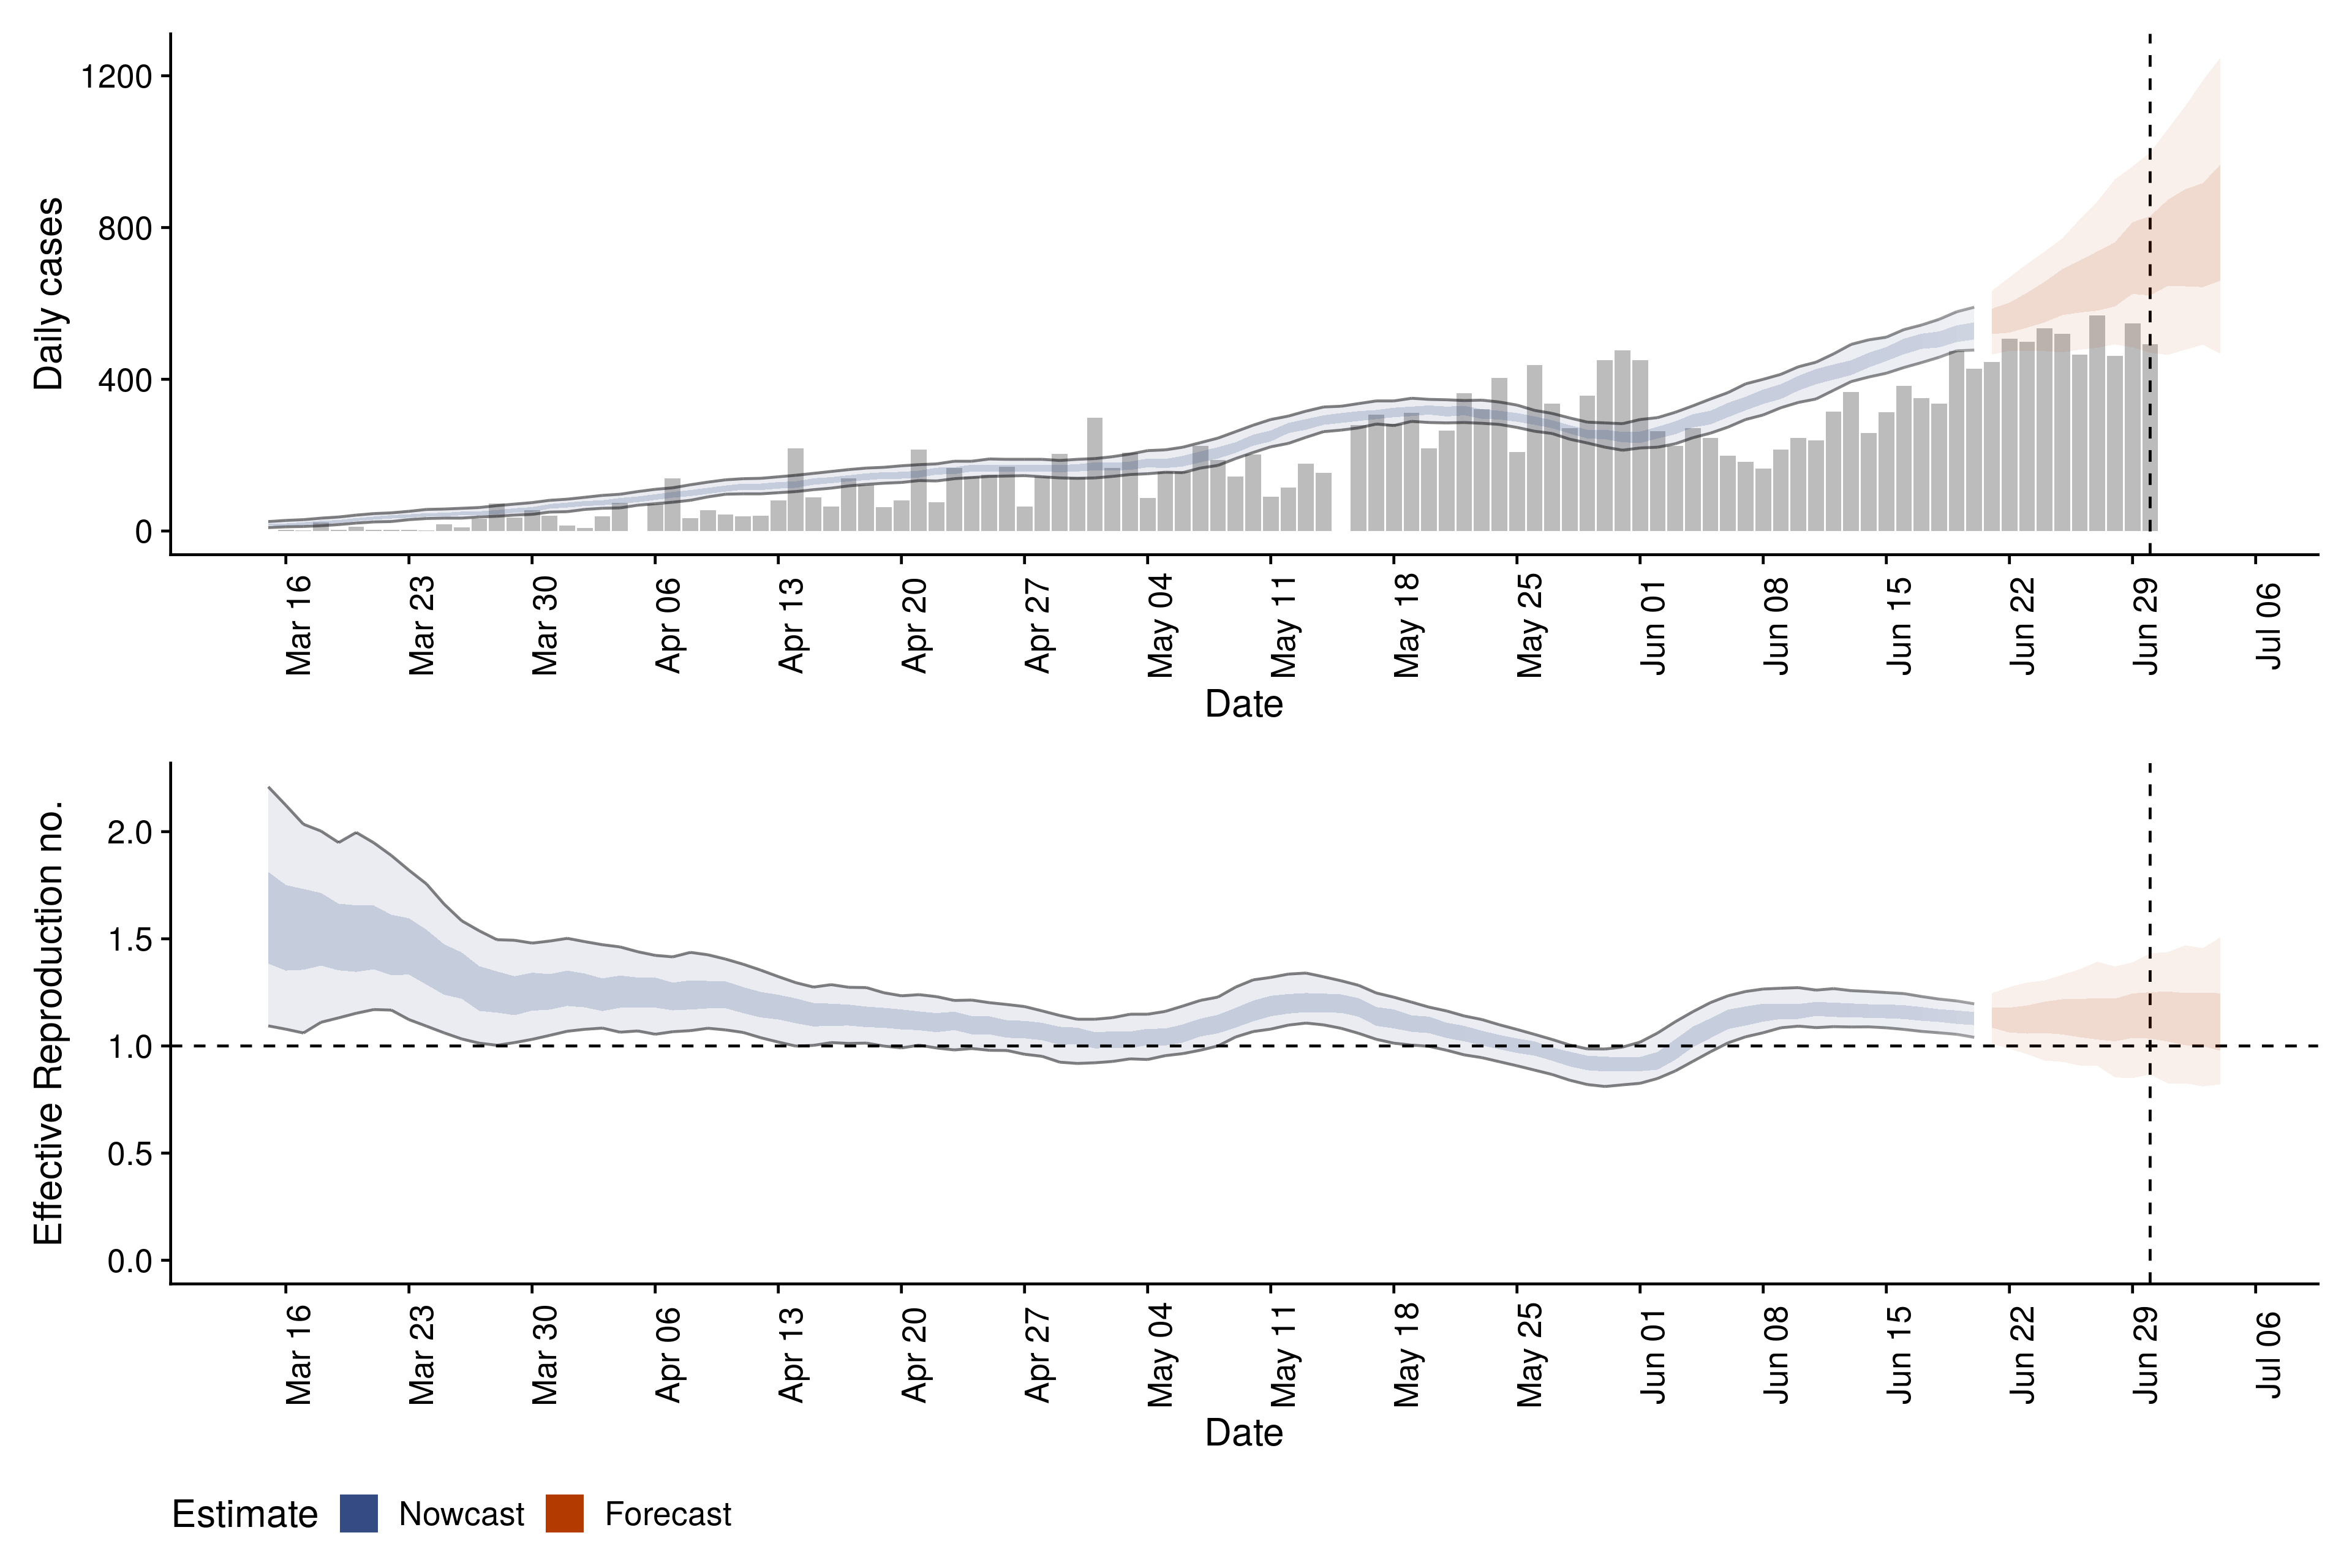 Daily cases
1200
800
400
0
Mar 16 Mar 23 Mar 30 Apr 06 Apr 13 Apr 20 Apr 27 May 04 May 11 May 18 May 25 Jun 01 Jun 08 Jun 15 Jun 22 Jun 29 Jul 06
Date
Effective Reproduction no.
2.0
1.5
1.0
0.5
0.0
Mar 16 Mar 23 Mar 30 Apr 06 Apr 13 Apr 20 Apr 27 May 04 May 11 May 18 May 25 Jun 01 Jun 08 Jun 15 Jun 22 Jun 29 Jul 06
Date
Estimate Nowcast Forecast